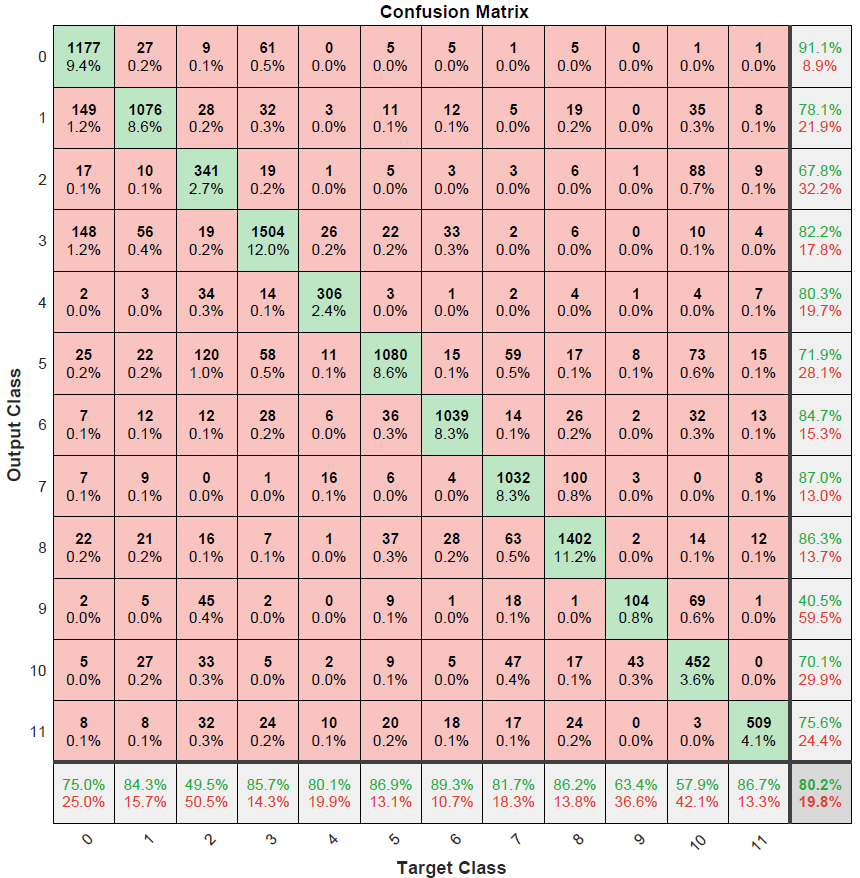 Confusion Matrix
0 1177 27 9 61 0 5 5 1 5 0 1 1 91.1%
9.4% 0.2% 0.1% 0.5% 0.0% 0.0% 0.0% 0.0% 0.0% 0.0% 0.0% 0.0% 8.9%
1 149 1076 28 32 3 11 12 5 19 0 35 8 78.1%
1.2% 8.6% 0.2% 0.3% 0.0% 0.1% 0.1% 0.0% 0.2% 0.0% 0.3% 0.1% 21.9%
2 17 10 341 19 1 5 3 3 6 1 88 9 67.8%
0.1% 0.1% 2.7% 0.2% 0.0% 0.0% 0.0% 0.0% 0.0% 0.0% 0.7% 0.1% 32.2%
3 148 56 19 1504 26 22 33 2 6 0 10 4 82.2%
1.2% 0.4% 0.2% 12.0% 0.2% 0.2% 0.3% 0.0% 0.0% 0.0% 0.1% 0.0% 17.8%
4 2 3 34 14 306 3 1 2 4 1 4 7 80.3%
0.0% 0.0% 0.3% 0.1% 2.4% 0.0% 0.0% 0.0% 0.0% 0.0% 0.0% 0.1% 19.7%
5 25 22 120 58 11 1080 15 59 17 8 73 15 71.9%
0.2% 0.2% 1.0% 0.5% 0.1% 8.6% 0.1% 0.5% 0.1% 0.1% 0.6% 0.1% 28.1%
6 7 12 12 28 6 36 1039 14 26 2 32 13 84.7%
0.1% 0.1% 0.1% 0.2% 0.0% 0.3% 8.3% 0.1% 0.2% 0.0% 0.3% 0.1% 15.3%
7 7 9 0 1 16 6 4 1032 100 3 0 8 87.0%
0.1% 0.1% 0.0% 0.0% 0.1% 0.0% 0.0% 8.3% 0.8% 0.0% 0.0% 0.1% 13.0%
8 22 21 16 7 1 37 28 63 1402 2 14 12 86.3%
0.2% 0.2% 0.1% 0.1% 0.0% 0.3% 0.2% 0.5% 11.2% 0.0% 0.1% 0.1% 13.7%
9 2 5 45 2 0 9 1 18 1 104 69 1 40.5%
0.0% 0.0% 0.4% 0.0% 0.0% 0.1% 0.0% 0.1% 0.0% 0.8% 0.6% 0.0% 59.5%
10 5 27 33 5 2 9 5 47 17 43 452 0 70.1%
0.0% 0.2% 0.3% 0.0% 0.0% 0.1% 0.0% 0.4% 0.1% 0.3% 3.6% 0.0% 29.9%
11 8 8 32 24 10 20 18 17 24 0 3 509 75.6%
0.1% 0.1% 0.3% 0.2% 0.1% 0.2% 0.1% 0.1% 0.2% 0.0% 0.0% 4.1% 24.4%
75.0% 84.3% 49.5% 85.7% 80.1% 86.9% 89.3% 81.7% 86.2% 63.4% 57.9% 86.7% 80.2%
25.0% 15.7% 50.5% 14.3% 19.9% 13.1% 10.7% 18.3% 13.8% 36.6% 42.1% 13.3% 19.8%
0 1 2 3 4 5 6 7 8 9 10 11
Target Class
Output Class